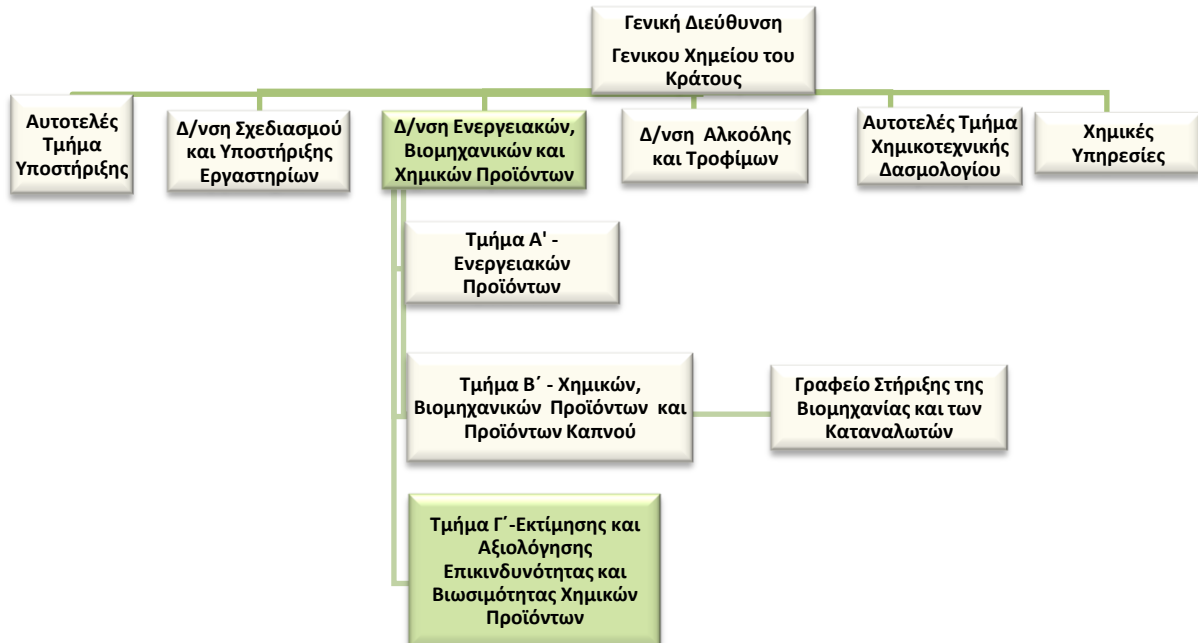 Γενική Διεύθυνση
Γενικου Χημείου του
Κράτους
Αυτοτελές
Τμήμα
Υποστήριξης
Δ/νση Σχεδιασμού
και Υποστήριξης
Εργαστηρίων
Δ/νση Ενεργειακών,
Βιομηχανικών και
Χημικών Προϊόντων
Δ/νση Αλκοόλης
και Τροφίμων
Αυτοτελές Τμήμα
Χημικοτεχνικής
Δασμολογίου
Χημικές
Υπηρεσίες
Τμήμα Α' -
Ενεργειακών
Προϊόντων
Τμήμα Β΄ - Χημικών,
Βιομηχανικών Προϊόντων και
Προϊόντων Καπνού
Γραφείο Στήριξης της
Βιομηχανίας και των
Καταναλωτών
Τμήμα Γ΄-Εκτίμησης και
Αξιολόγησης
Επικινδυνότητας και
Βιωσιμότητας Χημικών
Προϊόντων